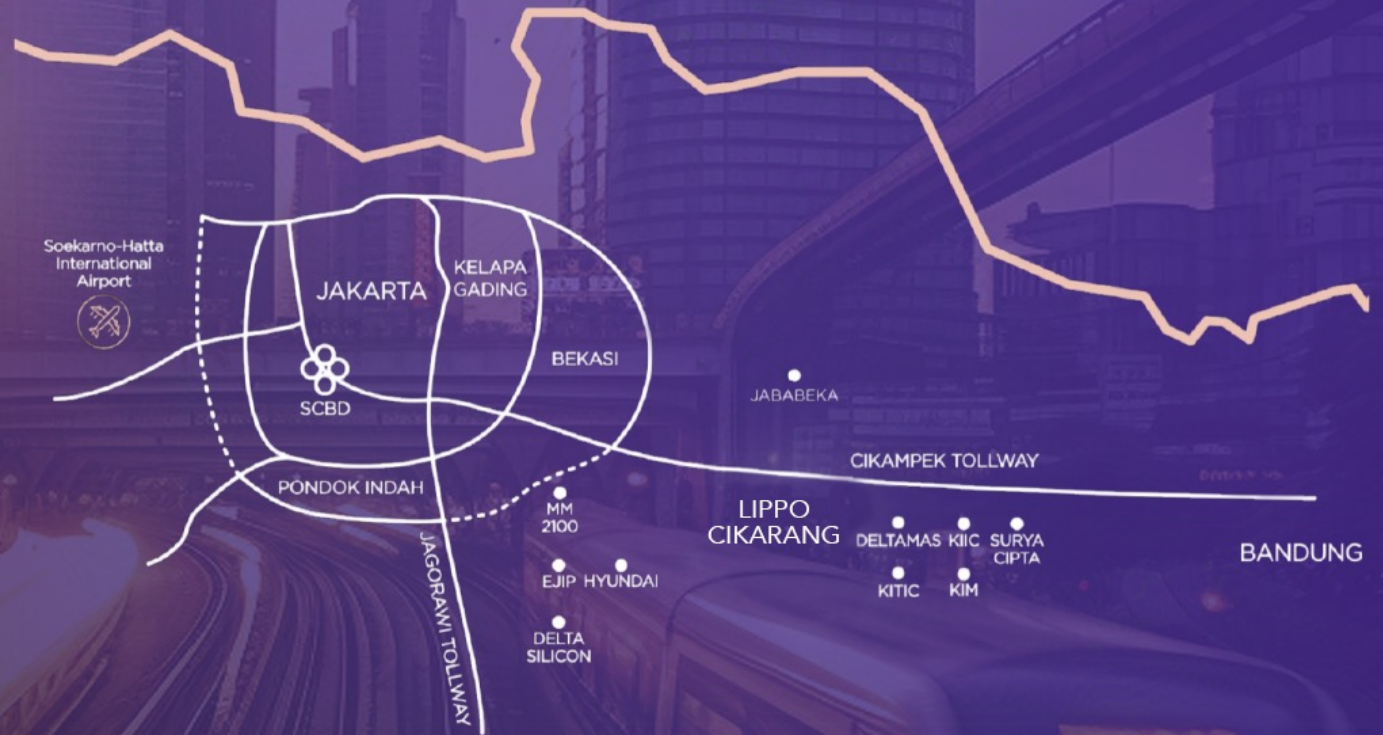 Soekarno-Hatta
International
Airport
JAKARTA
KELAPA
GADING
BEKASI
SCBD
JABABEKA
CIKAMPEK TOLLWAY
PONDOK INDAH
MM
2100
LIPPO
CIKARANG
DELTAMAS
KIIC
SURYA
CIPTA
BANDUNG
EJIP
HYUNDAI
KITIC
KIM
DELTA
SILICON
JAGORAWI TOLLWAY